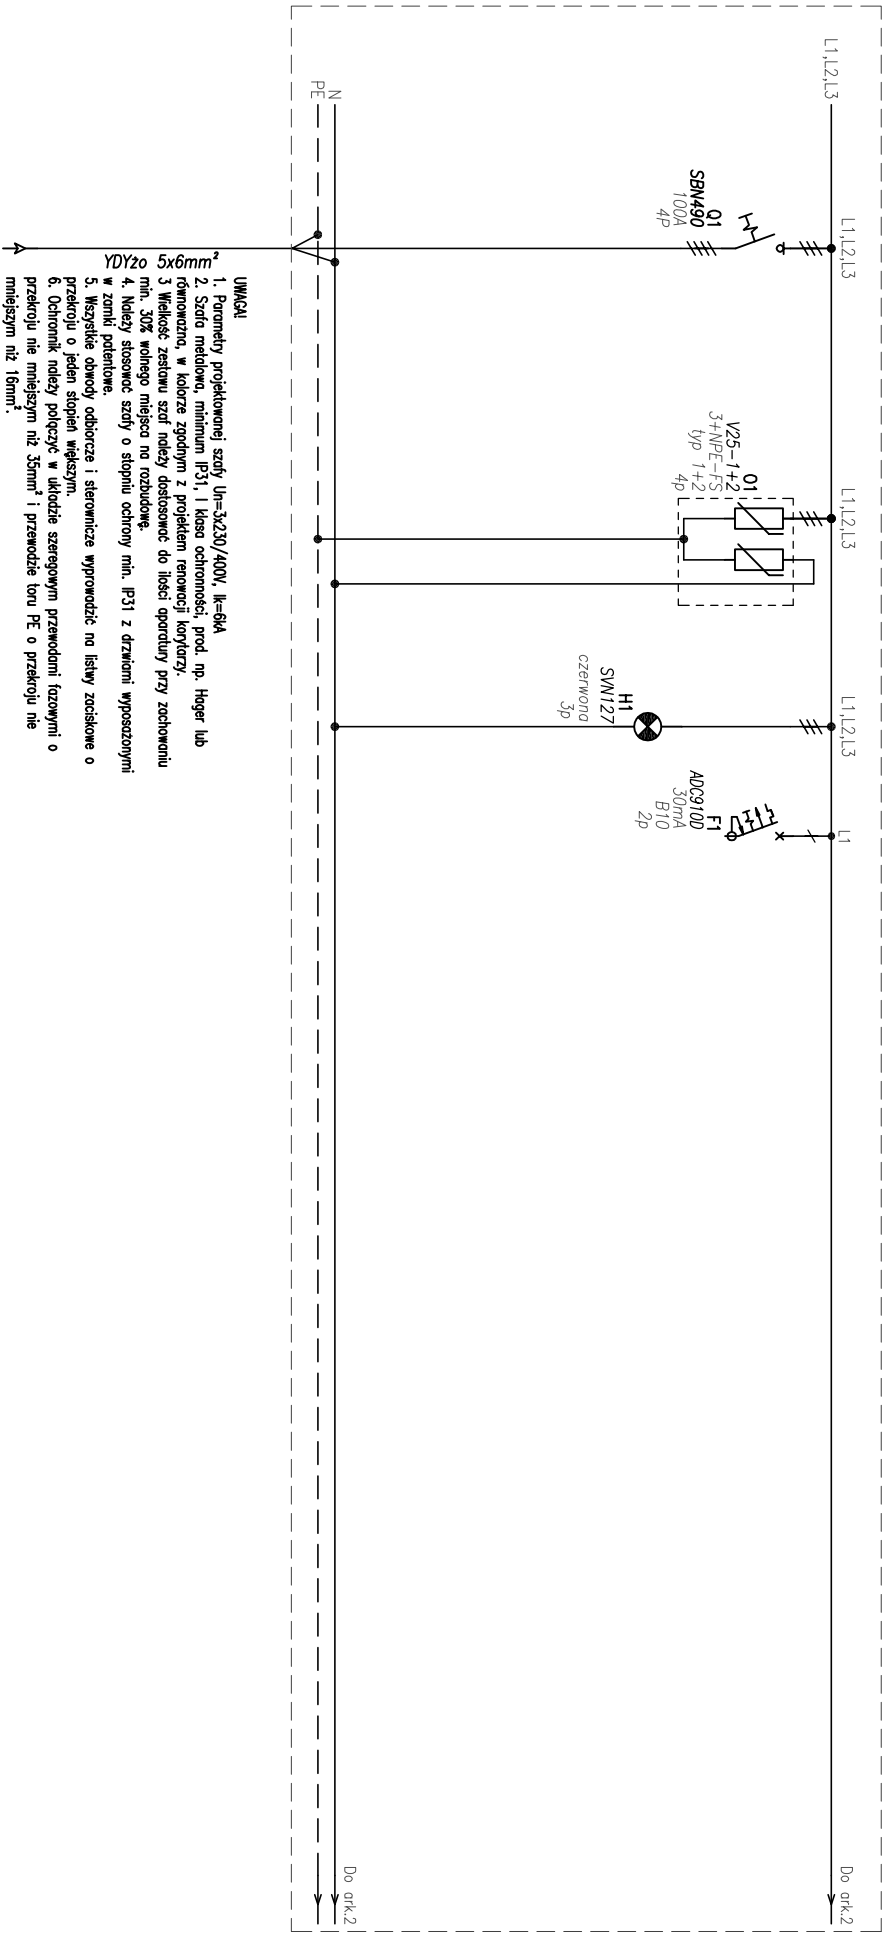 L1,L2,L3
L1,L2,L3
L1,L2,L3
L1,L2,L3
L1
Do ark.2
Q1
SBN490
100A
4P
O1
V25-1+2
3+NPE-FS
typ 1+2
4p
H1
SVN127
czerwona
3p
F1
ADC910D
30mA
B10
2p
N
PE
Do ark.2
YDYżo 5x6mm²
UWAGA!
1. Parametry projektowanej szafy Un=3x230/400V, Ik=6kA
2. Szafa metalowa, minimum IP31, I klasa ochronności, prod. np. Hager lub
równoważna, w kolorze zgodnym z projektem renowacji korytarzy.
3 Wielkość zestawu szaf należy dostosować do ilości aparatury przy zachowaniu
min. 30% wolnego miejsca na rozbudowę.
4. Należy stosować szafy o stopniu ochrony min. IP31 z drzwiami wyposażonymi
w zamki patentowe.
5. Wszystkie obwody odbiorcze i sterownicze wyprowadzić na listwy zaciskowe o
przekroju o jeden stopień większym.
6. Ochronnik należy połączyć w układzie szeregowym przewodami fazowymi o
przekroju nie mniejszym niż 35mm² i przewodzie toru PE o przekroju nie
mniejszym niż 16mm².